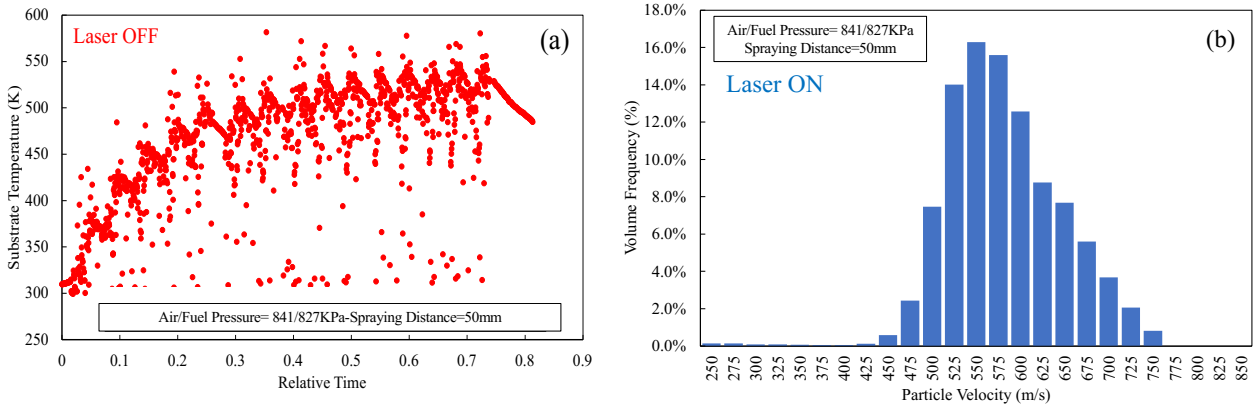 Laser OFF
(a)
600
550
500
450
400
350
300
250
Substrate Temperature (K)
Air/Fuel Pressure= 841/827KPa-Spraying Distance=50mm
0 0.1 0.2 0.3 0.4 0.5 0.6 0.7 0.8 0.9
Relative Time
Air/Fuel Pressure= 841/827KPa
Spraying Distance=50mm
(b)
Laser ON
18.0%
16.0%
14.0%
12.0%
10.0%
8.0%
6.0%
4.0%
2.0%
0.0%
Volume Frequency (%)
250 275 300 325 350 375 400 425 450 475 500 525 550 575 600 625 650 675 700 725 750 775 800 825 850
Particle Velocity (m/s)